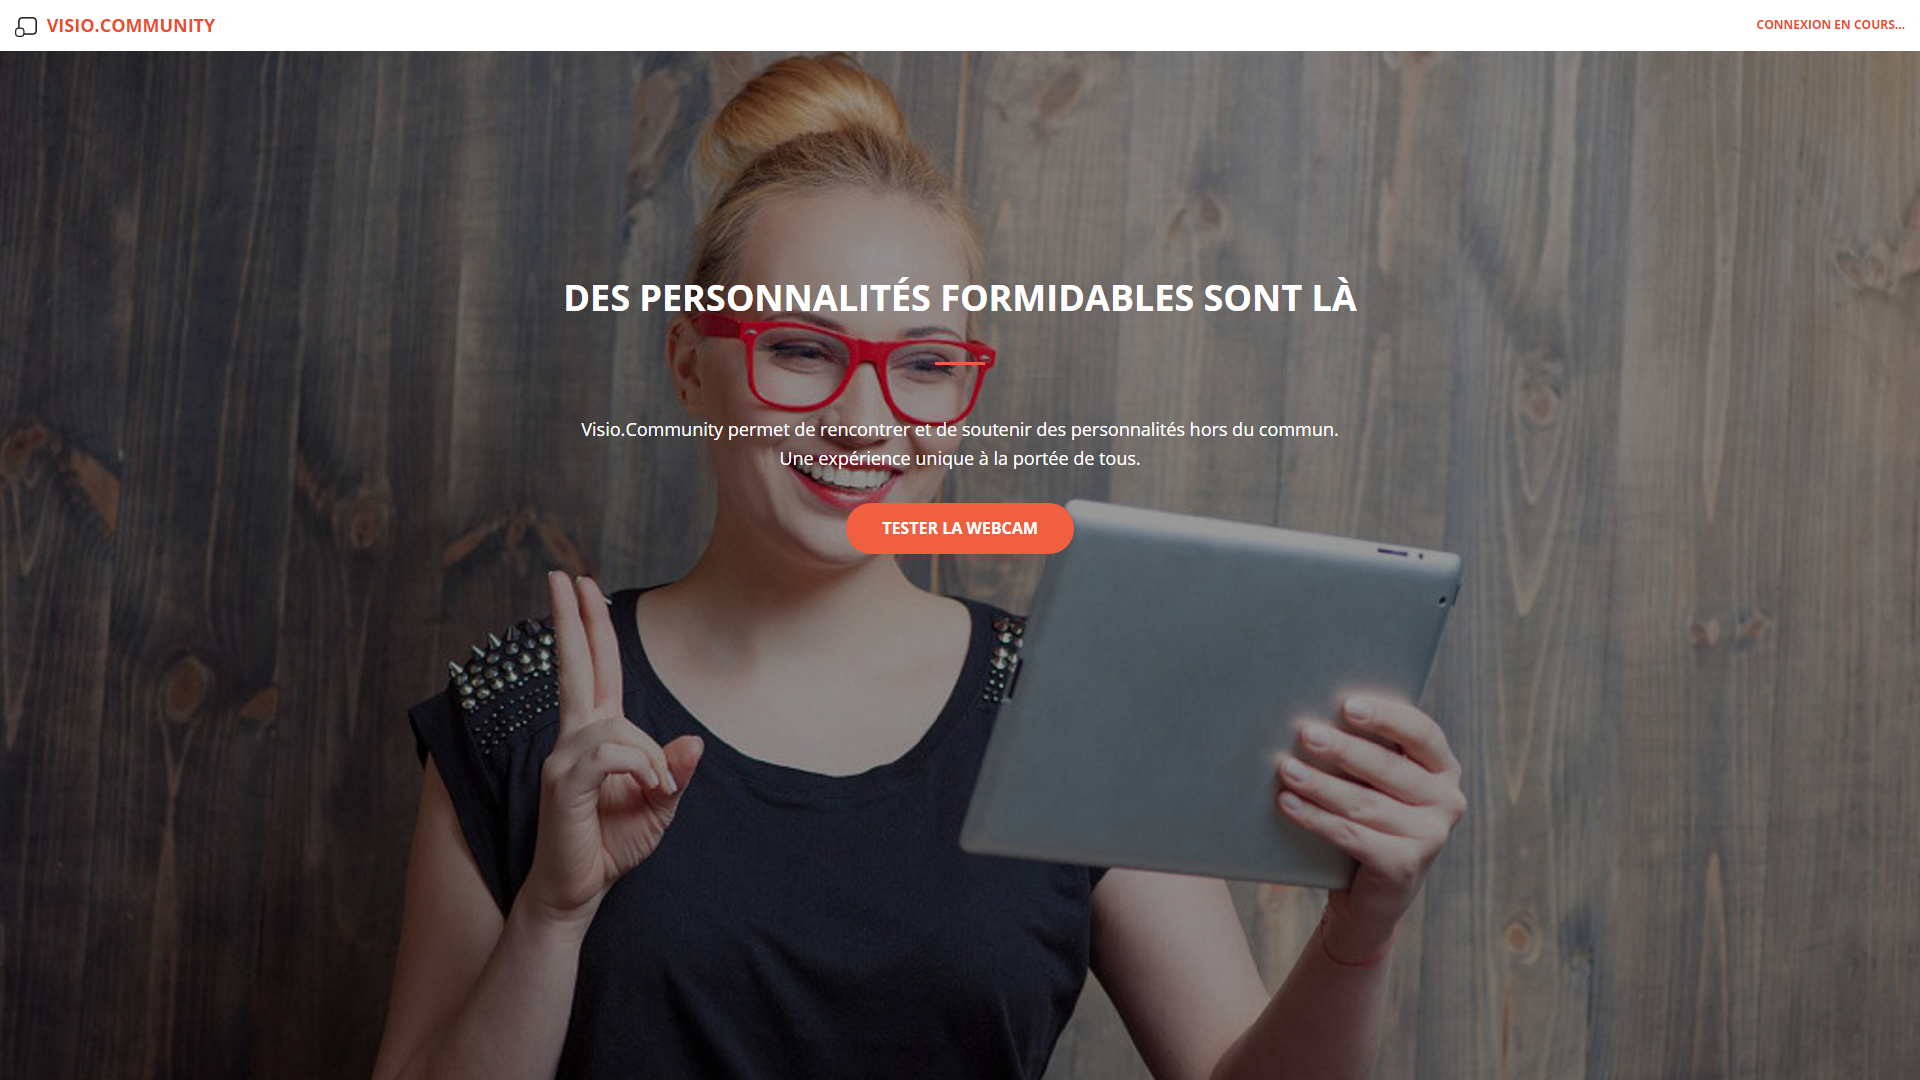 VISIO.COMMUNITY
CONNEXION EN COURS...
DES PERSONNALITÉS FORMIDABLES SONT LÀ
Visio.Community permet de rencontrer et de soutenir des personnalités hors du commun.
Une expérience unique à la portée de tous.
TESTER LA WEBCAM